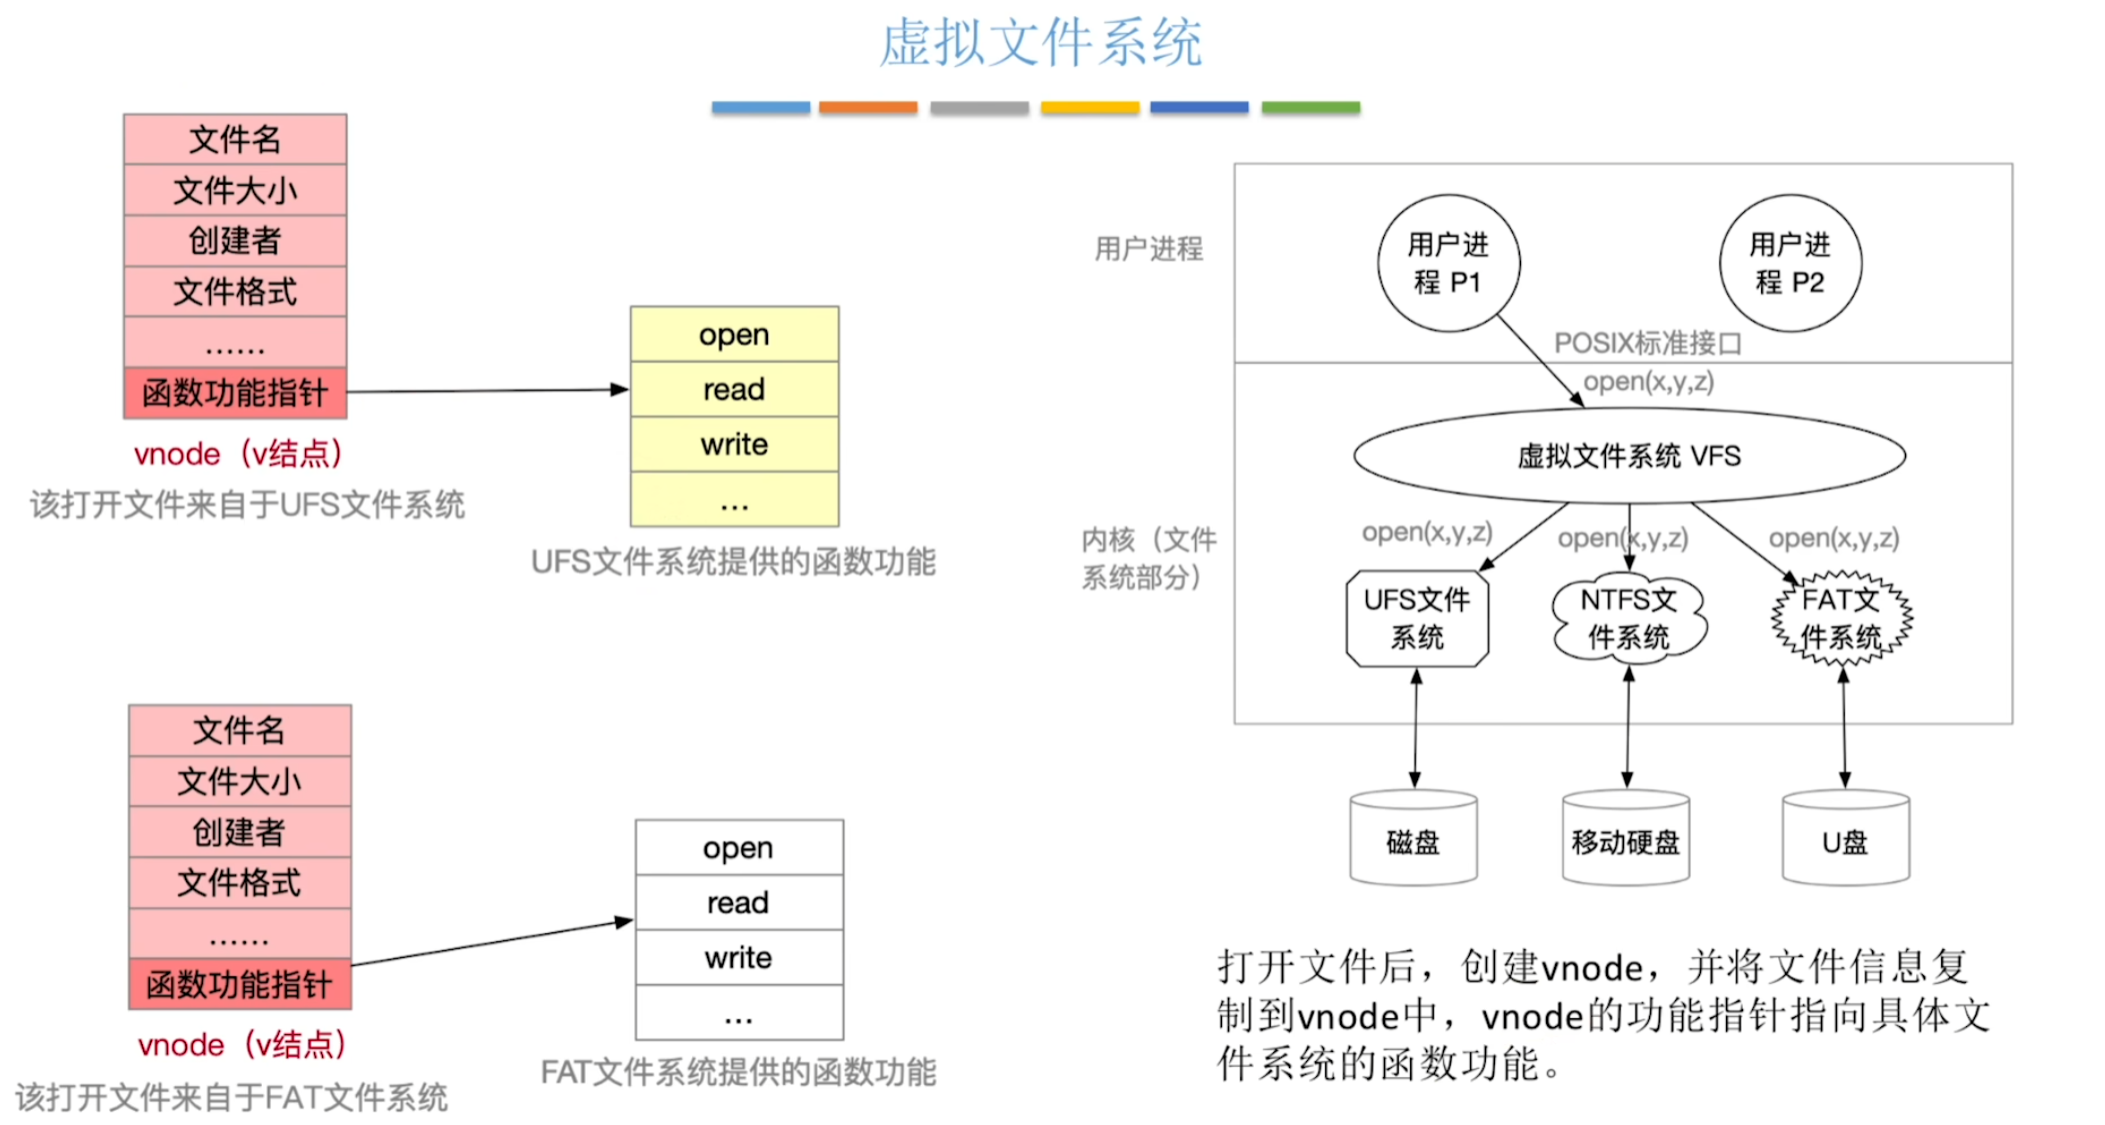 虚拟文件系统
文件名
文件大小
创建者
文件格式
……
函数功能指针
vnode（v结点）
该打开文件来自于UFS文件系统
open
read
write
...
UFS文件系统提供的函数功能
文件名
文件大小
创建者
文件格式
……
函数功能指针
vnode（v结点）
该打开文件来自于FAT文件系统
open
read
write
...
FAT文件系统提供的函数功能
用户进程
用户进
程 P1
用户进
程 P2
POSIX标准接口
open(x,y,z)
虚拟文件系统 VFS
内核（文件
系统部分）
open(x,y,z)
open(x,y,z)
open(x,y,z)
UFS文件
系统
NTFS文
件系统
FAT文
件系统
磁盘
移动硬盘
U盘
打开文件后，创建vnode，并将文件信息复
制到vnode中，vnode的功能指针指向具体文
件系统的函数功能。